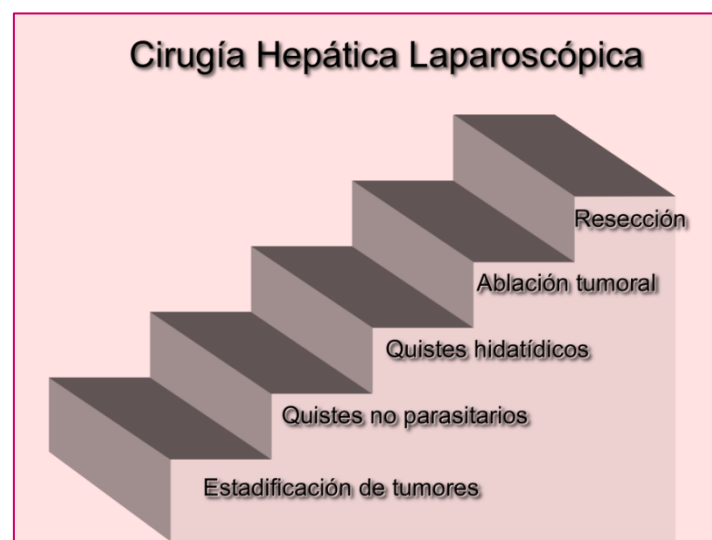 Cirugía Hepática Laparoscópica
Resección
Ablación tumoral
Quistes hidatídicos
Quistes no parasitarios
Estadificación de tumores